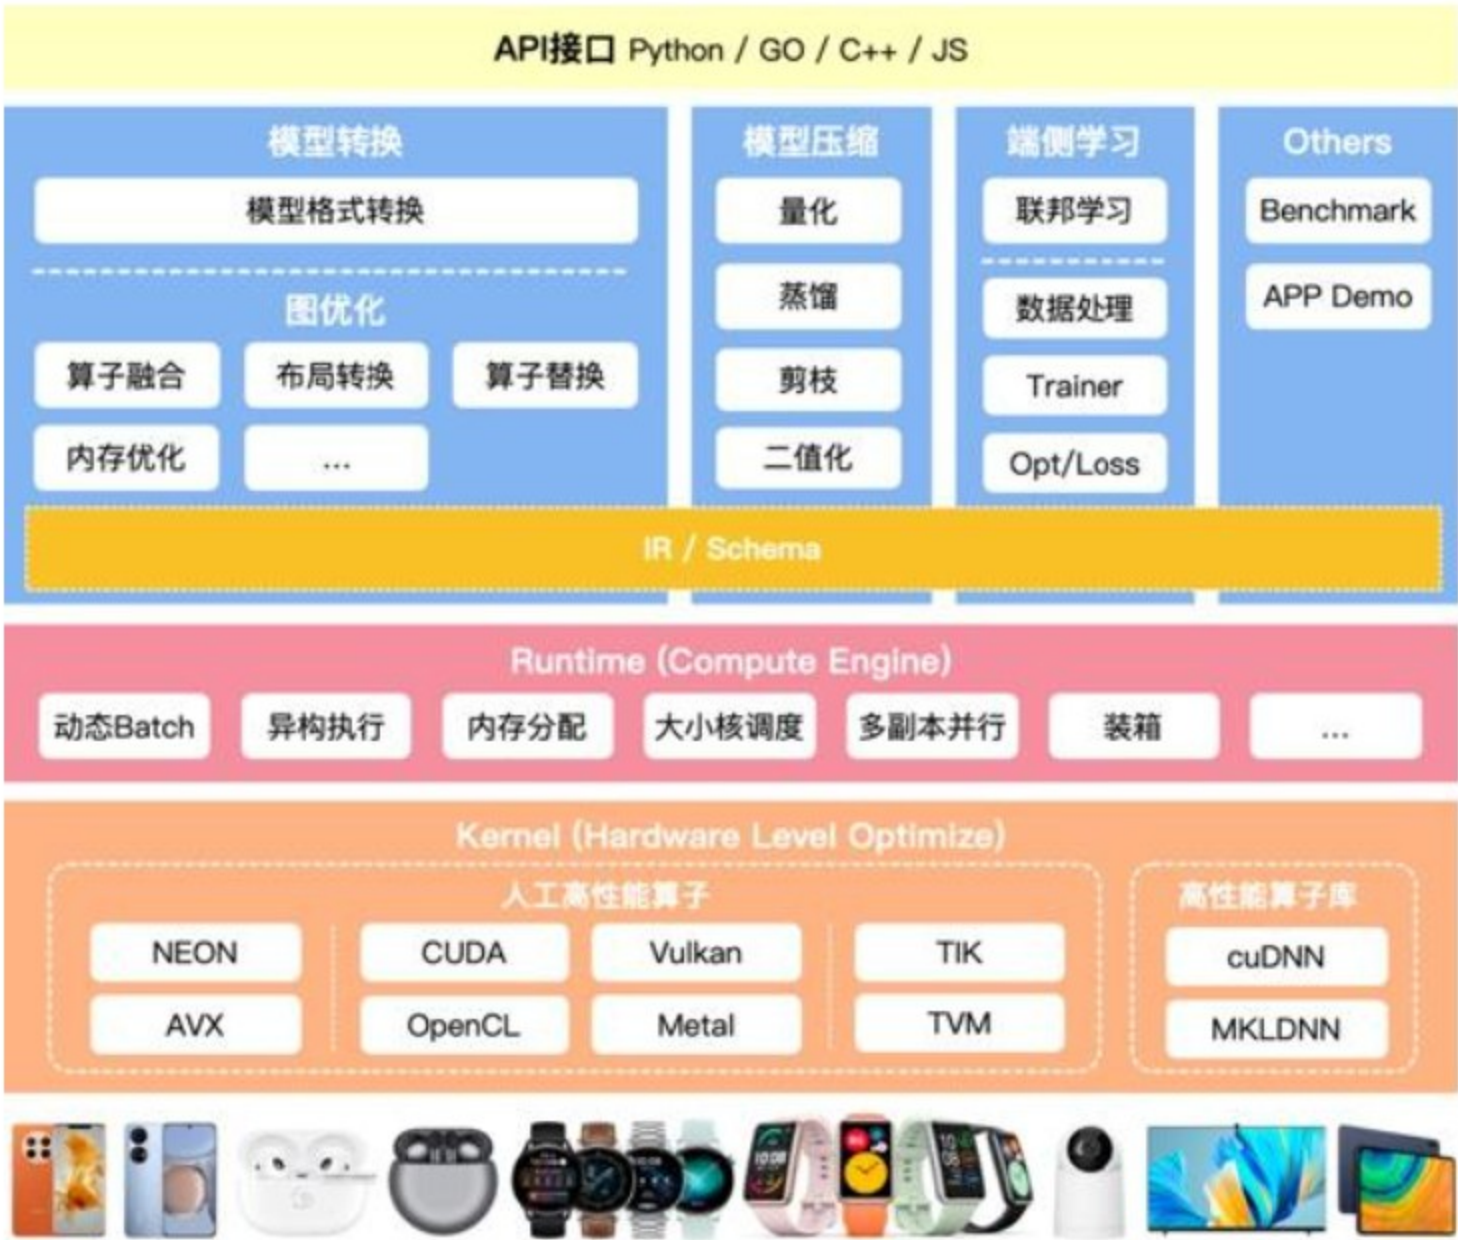 API接口 Python / GO / C++ / JS
模型转换
模型格式转换
图优化
算子融合 布局转换 算子替换
内存优化 ...
模型压缩
量化
蒸馏
剪枝
二值化
端侧学习
联邦学习
数据处理
Trainer
Opt/Loss
Others
Benchmark
APP Demo
IR / Schema
Runtime (Compute Engine)
动态Batch 异构执行 内存分配 大小核调度 多副本并行 装箱 ...
Kernel (Hardware Level Optimize)
人工高性能算子
NEON CUDA Vulkan TIK
AVX OpenCL Metal TVM
高性能算子库
cuDNN
MKLDNN